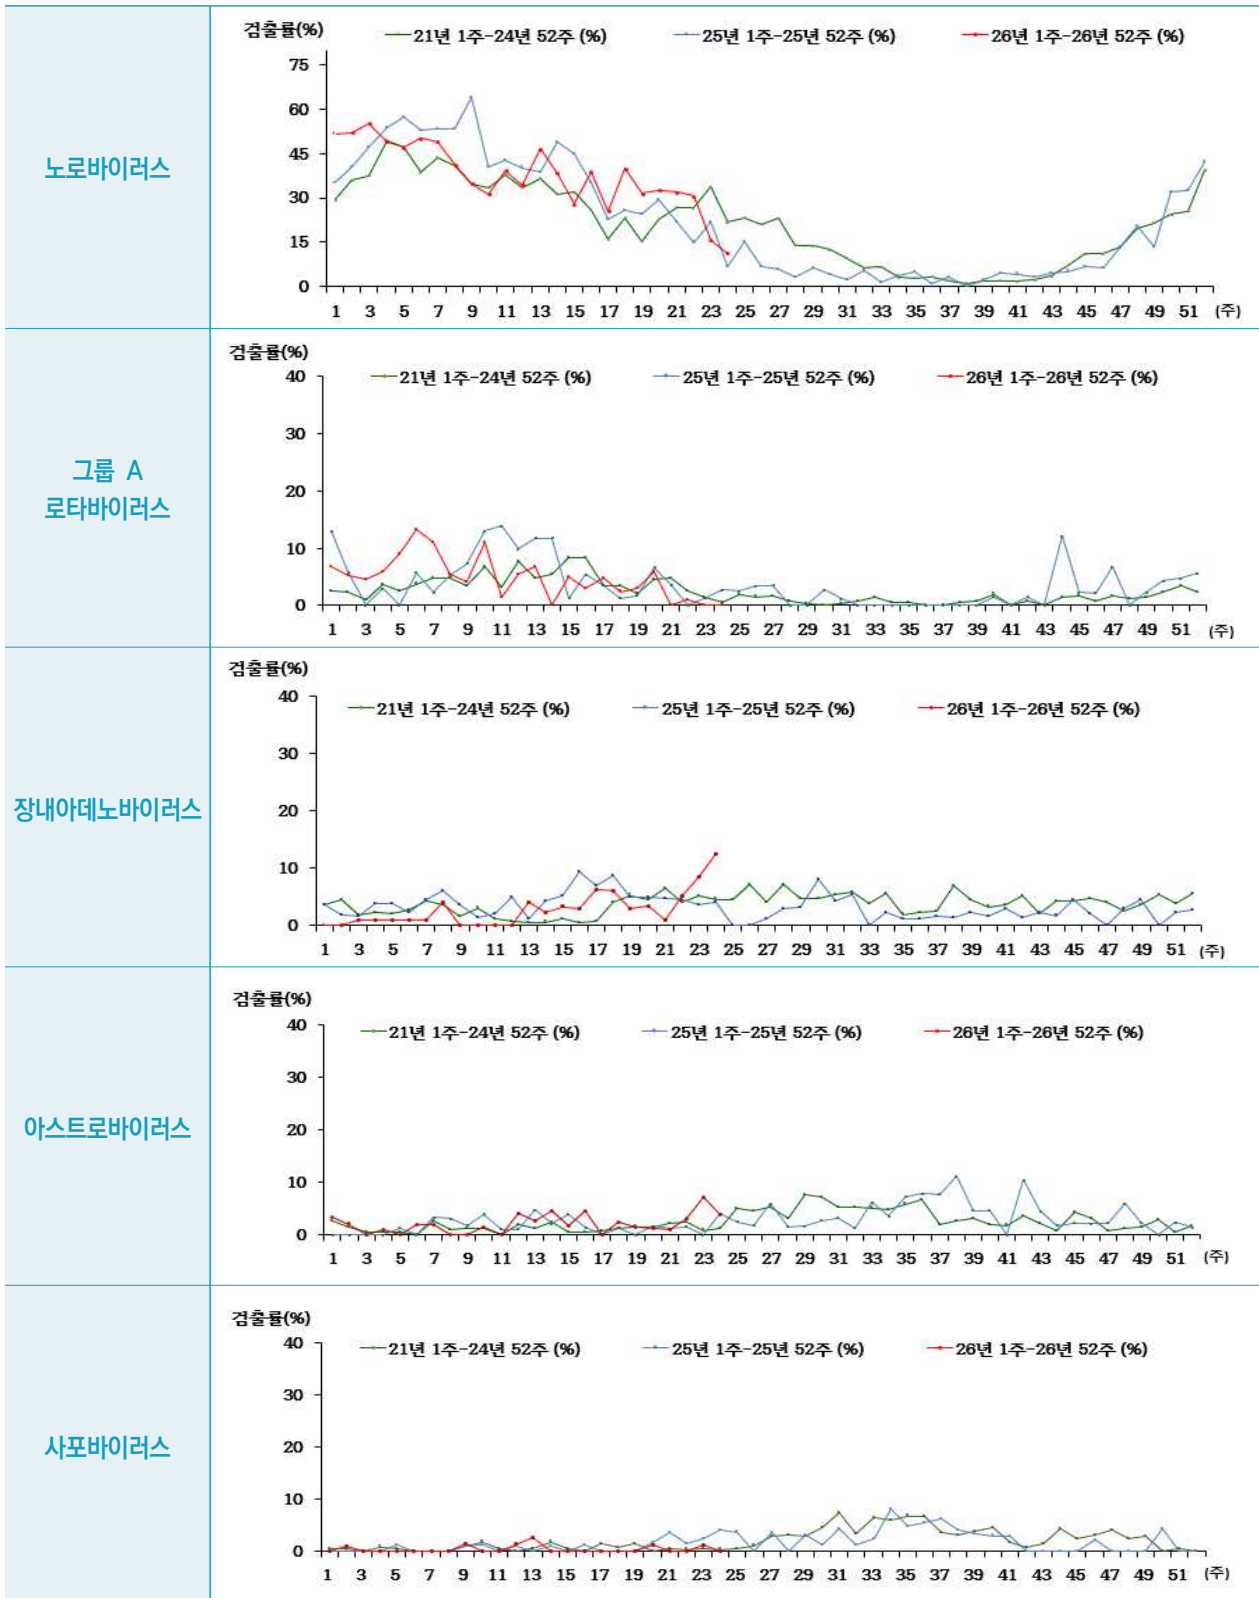 노로바이러스
검출률(%)
21년 1주-24년 52주 (%) 25년 1주-25년 52주 (%) 26년 1주-26년 52주 (%)
75
60
45
30
15
0
1 3 5 7 9 11 13 15 17 19 21 23 25 27 29 31 33 35 37 39 41 43 45 47 49 51 (주)
그룹 A
로타바이러스
검출률(%)
21년 1주-24년 52주 (%) 25년 1주-25년 52주 (%) 26년 1주-26년 52주 (%)
40
30
20
10
0
1 3 5 7 9 11 13 15 17 19 21 23 25 27 29 31 33 35 37 39 41 43 45 47 49 51 (주)
장내아데노바이러스
검출률(%)
21년 1주-24년 52주 (%) 25년 1주-25년 52주 (%) 26년 1주-26년 52주 (%)
40
30
20
10
0
1 3 5 7 9 11 13 15 17 19 21 23 25 27 29 31 33 35 37 39 41 43 45 47 49 51 (주)
아스트로바이러스
검출률(%)
21년 1주-24년 52주 (%) 25년 1주-25년 52주 (%) 26년 1주-26년 52주 (%)
40
30
20
10
0
1 3 5 7 9 11 13 15 17 19 21 23 25 27 29 31 33 35 37 39 41 43 45 47 49 51 (주)
사포바이러스
검출률(%)
21년 1주-24년 52주 (%) 25년 1주-25년 52주 (%) 26년 1주-26년 52주 (%)
40
30
20
10
0
1 3 5 7 9 11 13 15 17 19 21 23 25 27 29 31 33 35 37 39 41 43 45 47 49 51 (주)